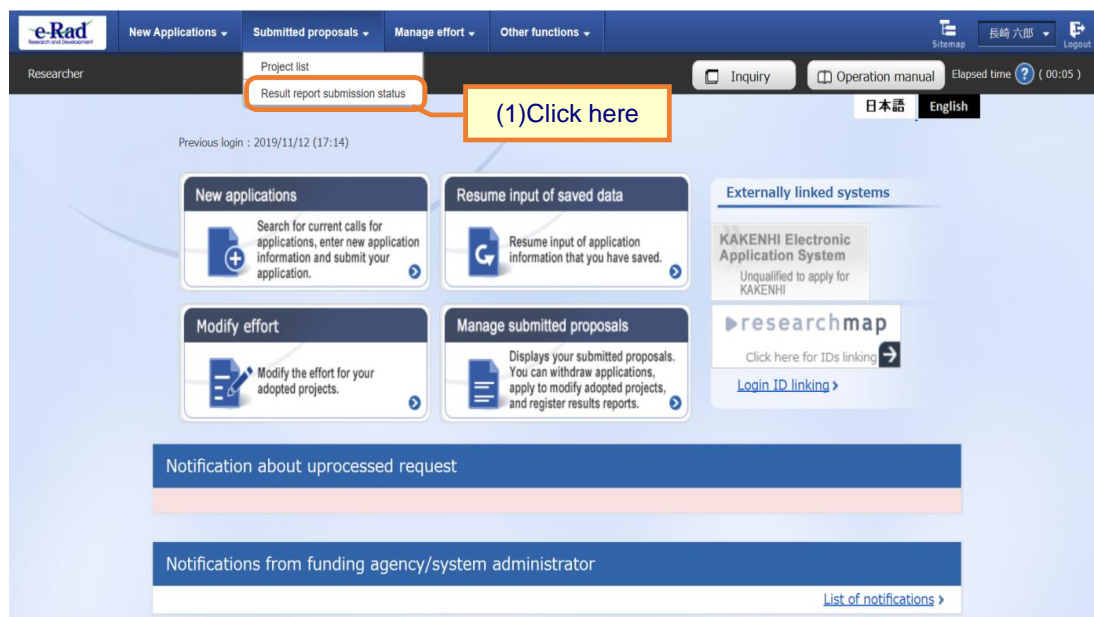 e-Rad
Research and Development
New Applications
Submitted proposals
Manage effort
Other functions
Sitemap
長崎 六郎
Logout
Researcher
Project list
Result report submission status
(1)Click here
Inquiry
Operation manual
Elapsed time ? ( 00:05 )
日本語 English
Previous login : 2019/11/12 (17:14)
New applications
Search for current calls for
applications, enter new application
information and submit your
application.
Resume input of saved data
Resume input of application
information that you have saved.
Externally linked systems
KAKENHI Electronic
Application System
Unqualified to apply for
KAKENHI
Modify effort
Modify the effort for your
adopted projects.
Manage submitted proposals
Displays your submitted proposals.
You can withdraw applications,
apply to modify adopted projects,
and register results reports.
researchmap
Click here for IDs linking
Login ID linking
Notification about uprocessed request
Notifications from funding agency/system administrator
List of notifications